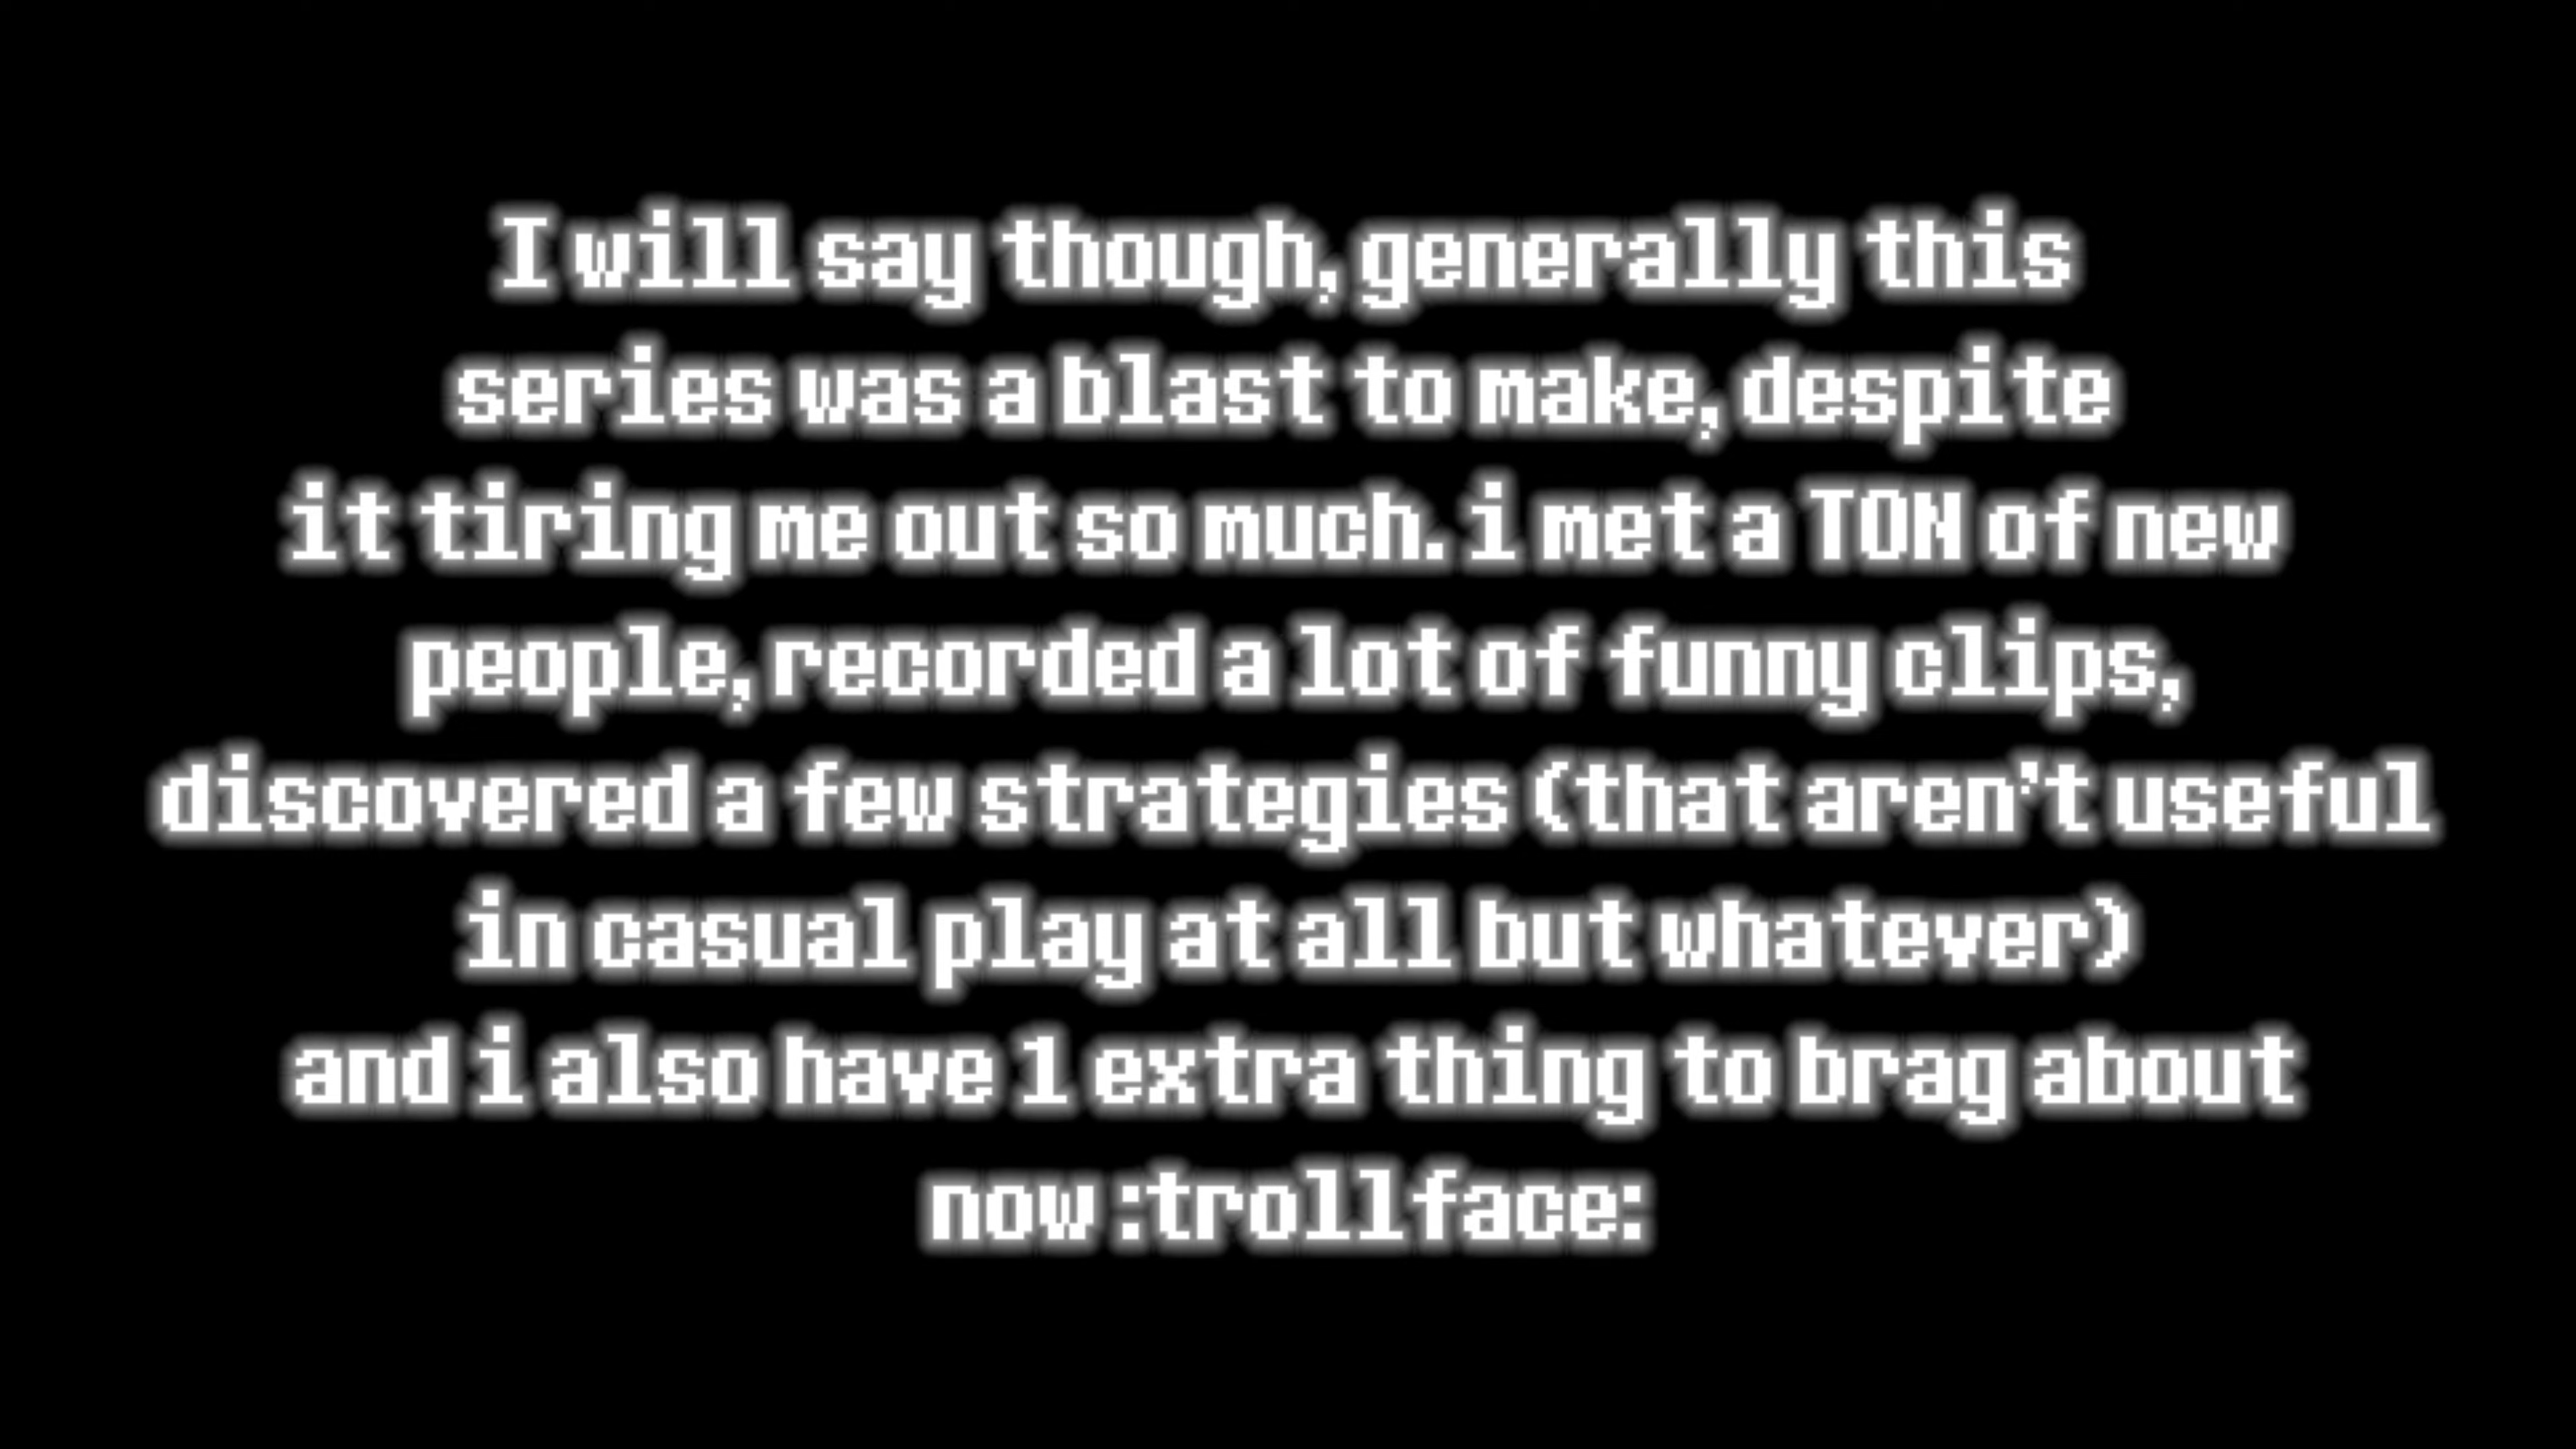 I will say though, generally this
series was a blast to make, despite
it tiring me out so much. i met a TON of new
people, recorded a lot of funny clips,
discovered a few strategies (that aren't useful
in casual play at all but whatever)
and i also have 1 extra thing to brag about
now :trollface: